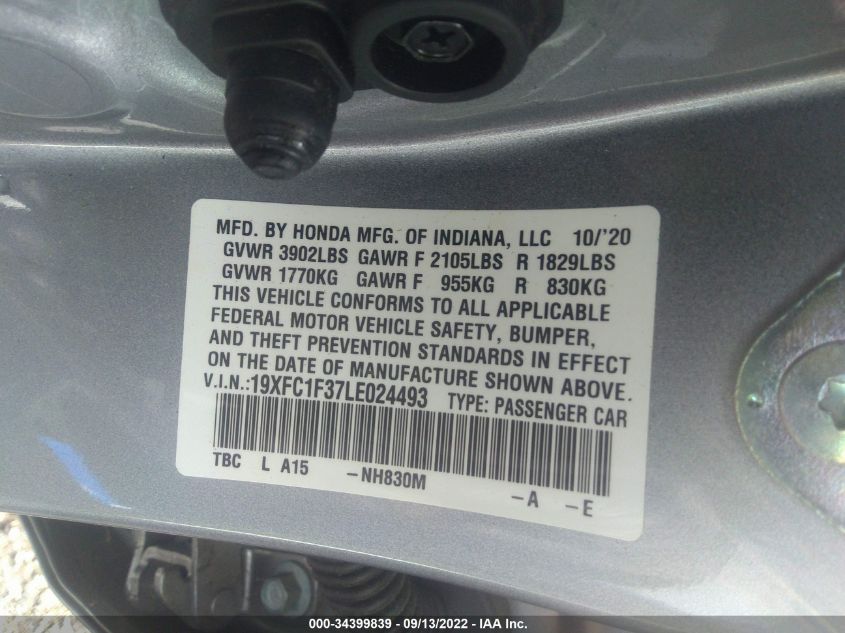 MFD. BY HONDA MFG. OF INDIANA, LLC 10/'20
GVWR 3902LBS GAWR F 2105LBS R 1829LBS
GVWR 1770KG GAWR F 955KG R 830KG
THIS VEHICLE CONFORMS TO ALL APPLICABLE
FEDERAL MOTOR VEHICLE SAFETY, BUMPER,
AND THEFT PREVENTION STANDARDS IN EFFECT
ON THE DATE OF MANUFACTURE SHOWN ABOVE.
V.I.N.:19XFC1F37LE024493 TYPE: PASSENGER CAR
TBC L A15 -NH830M -A -E
000-34399839 - 09/13/2022 - IAA Inc.